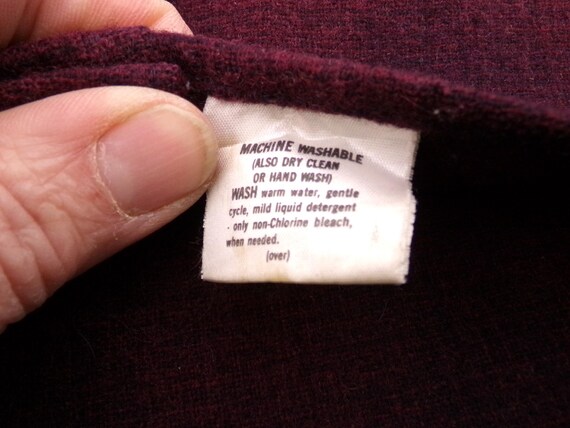 MACHINE WASHABLE
(ALSO DRY CLEAN
OR HAND WASH)
WASH warm water, gentle
cycle, mild liquid detergent
- only non-Chlorine bleach,
when needed.
(over)